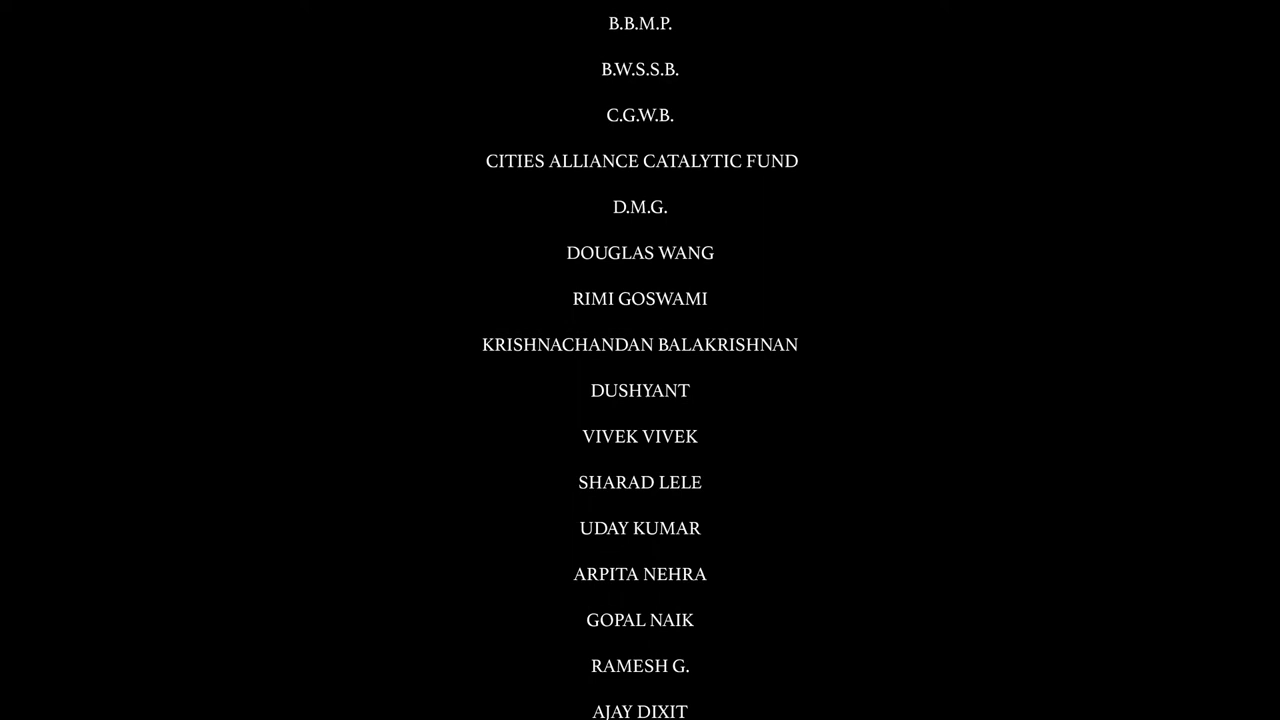 B.B.M.P.
B.W.S.S.B.
C.G.W.B.
CITIES ALLIANCE CATALYTIC FUND
D.M.G.
DOUGLAS WANG
RIMI GOSWAMI
KRISHNACHANDAN BALAKRISHNAN
DUSHYANT
VIVEK VIVEK
SHARAD LELE
UDAY KUMAR
ARPITA NEHRA
GOPAL NAIK
RAMESH G.
AJAY DIXIT